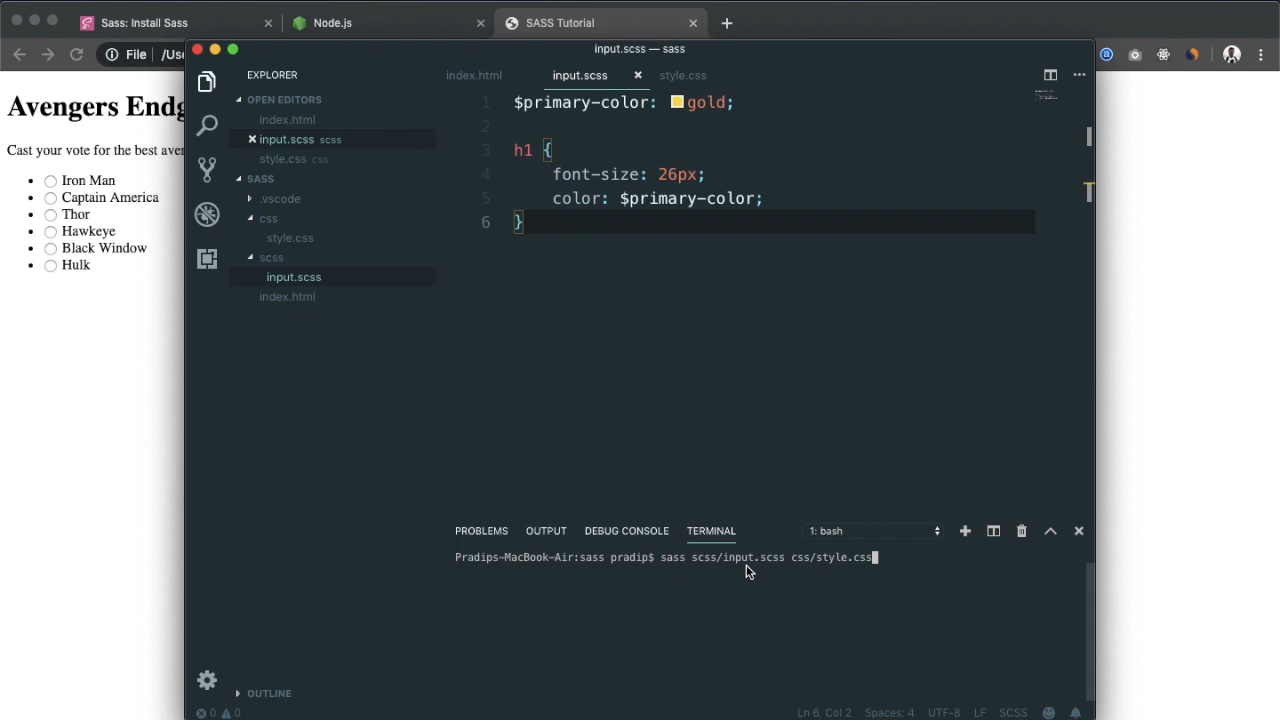 Sass: Install Sass
Node.js
SASS Tutorial
File
input.scss — sass
Avengers
Cast your vote for the best
Iron Man
Captain America
Thor
Hawkeye
Black Window
Hulk
EXPLORER
OPEN EDITORS
index.html
input.scss scss
style.css css
SASS
.vscode
css
style.css
scss
input.scss
index.html
OUTLINE
index.html input.scss style.css
1 $primary-color: gold;
2
3 h1 {
4 font-size: 26px;
5 color: $primary-color;
6 }
PROBLEMS OUTPUT DEBUG CONSOLE TERMINAL 1: bash
Pradips-MacBook-Air:sass pradip$ sass scss/input.scss css/style.css
0 0 Ln 6, Col 2 Spaces: 4 UTF-8 LF SCSS